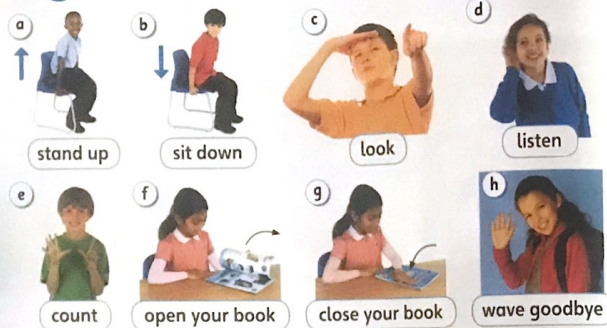 a
b
c
d
stand up
sit down
look
listen
e
f
g
h
count
open your book
close your book
wave goodbye